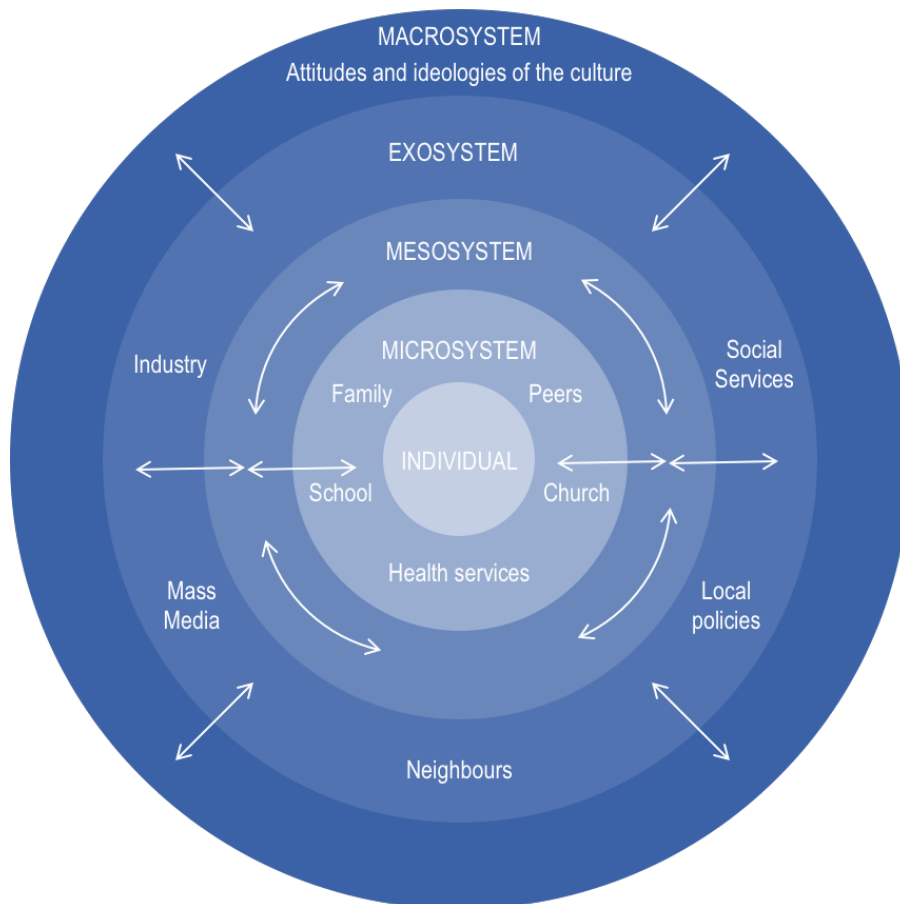 MACROSYSTEM
Attitudes and ideologies of the culture
EXOSYSTEM
MESOSYSTEM
MICROSYSTEM
Industry
Social
Services
Family
Peers
INDIVIDUAL
School
Church
Health services
Mass
Media
Local
policies
Neighbours